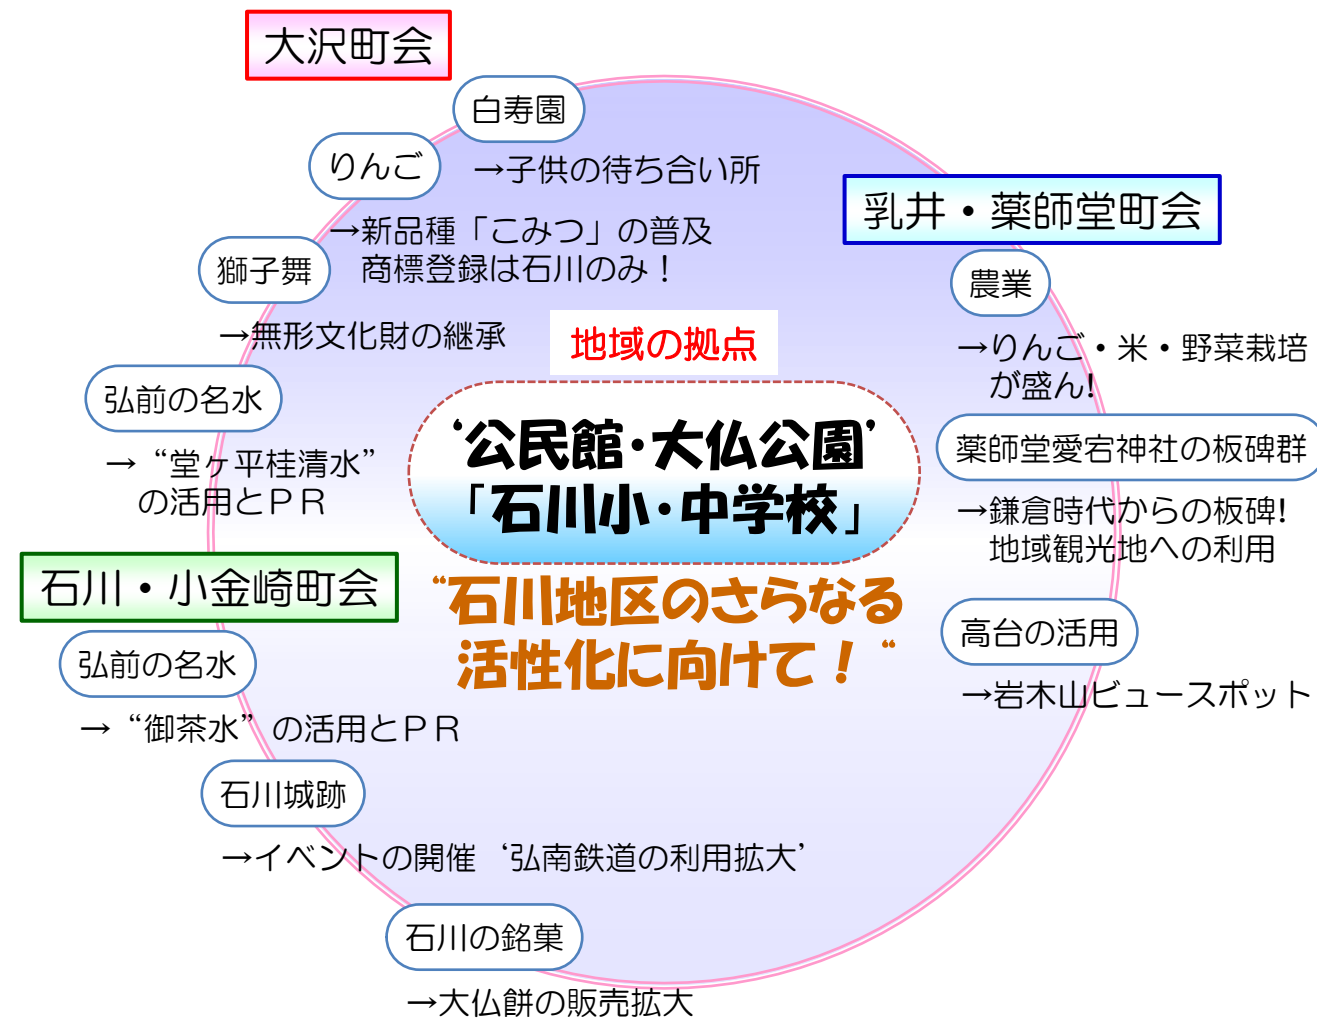 大沢町会
白寿園
→子供の待ち合い所
りんご
→新品種「こみつ」の普及
商標登録は石川のみ！
獅子舞
→無形文化財の継承
弘前の名水
→“堂ヶ平桂清水”
の活用とＰＲ
石川・小金崎町会
弘前の名水
→“御茶水”の活用とＰＲ
石川城跡
→イベントの開催‘弘南鉄道の利用拡大’
石川の銘菓
→大仏餅の販売拡大
地域の拠点
‘公民館・大仏公園’
「石川小・中学校」
“石川地区のさらなる
活性化に向けて！“
乳井・薬師堂町会
農業
→りんご・米・野菜栽培
が盛ん!
薬師堂愛宕神社の板碑群
→鎌倉時代からの板碑!
地域観光地への利用
高台の活用
→岩木山ビュースポット